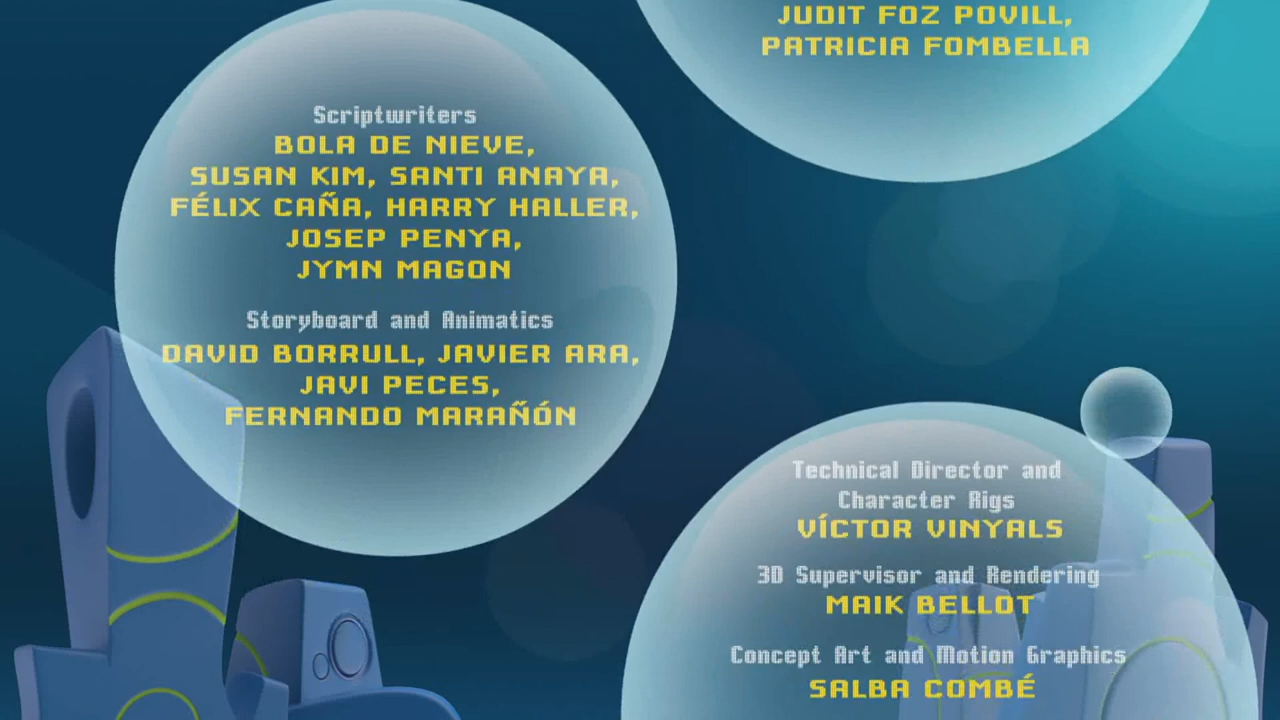 JUDIT FOZ POVILL,
PATRICIA FOMBELLA
Scriptwriters
BOLA DE NIEVE,
SUSAN KIM, SANTI ANAYA,
FÉLIX CAÑA, HARRY HALLER,
JOSEP PENYA,
JYMN MAGON
Storyboard and Animatics
DAVID BORRULL, JAVIER ARA,
JAVI PECES,
FERNANDO MARAÑÓN
Technical Director and
Character Rigs
VÍCTOR VINYALS
3D Supervisor and Rendering
MAIK BELLOT
Concept Art and Motion Graphics
SALBA COMBÉ